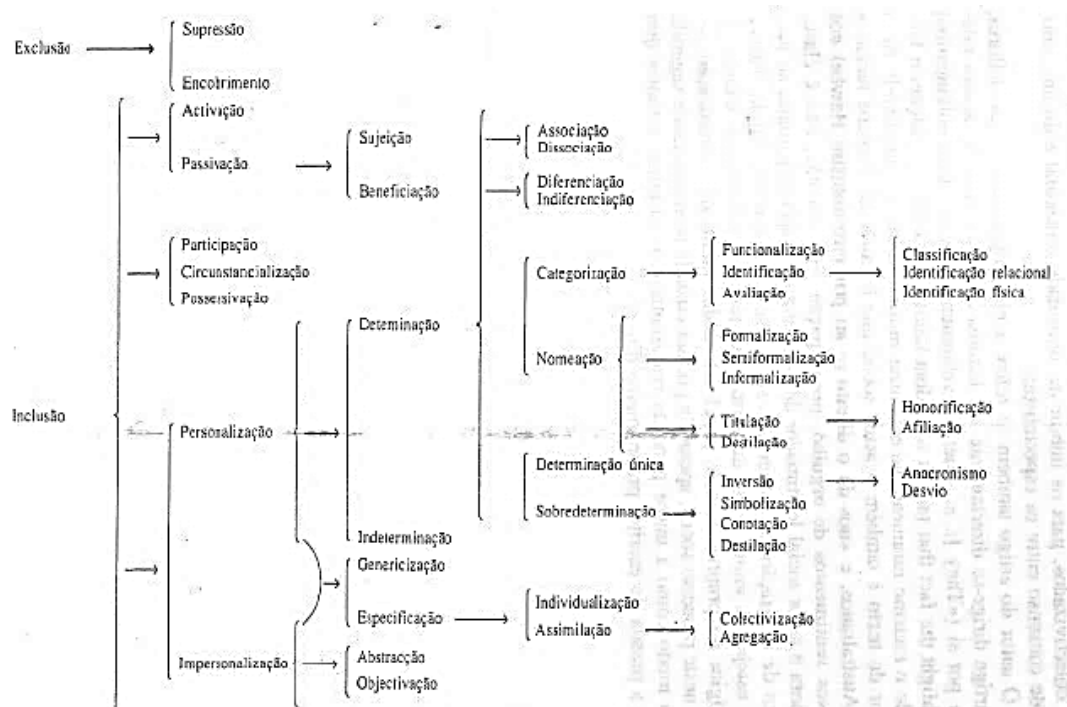 Exclusão
Supressão
Encobrimento
Inclusão
Activação
Passivação
Sujeição
Beneficiação
Participação
Circunstancialização
Possessivação
Personalização
Impersonalização
Determinação
Indeterminação
Genericização
Especificação
Abstracção
Objectivação
Associação
Dissociação
Diferenciação
Indiferenciação
Categorização
Funcionalização
Identificação
Avaliação
Classificação
Identificação relacional
Identificação física
Nomeação
Formalização
Semiformalização
Informalização
Titulação
Destilação
Honorificação
Afiliação
Determinação única
Sobredeterminação
Inversão
Simbolização
Conotação
Destilação
Anacronismo
Desvio
Individualização
Assimilação
Colectivização
Agregação